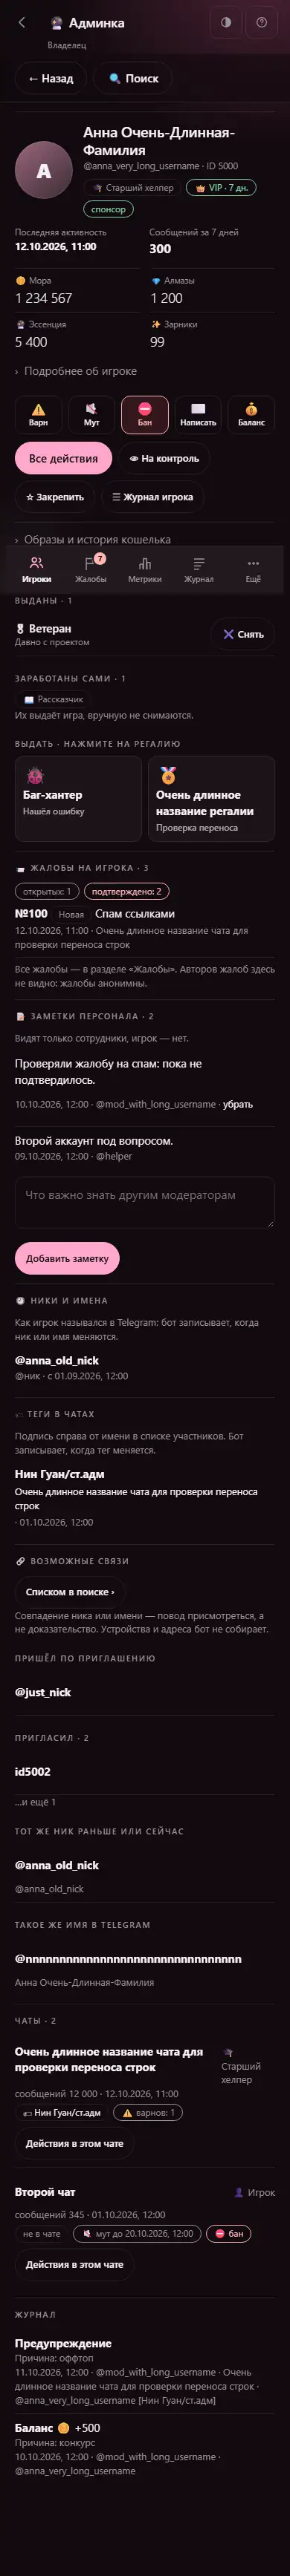 Админка
Владелец
← Назад
Поиск
А
Анна Очень-Длинная-
Фамилия
@anna_very_long_username · ID 5000
Старший хелпер
VIP · 7 дн.
спонсор
Последняя активность
12.10.2026, 11:00
Сообщений за 7 дней
300
Мора
1 234 567
Алмазы
1 200
Эссенция
5 400
Зарники
99
› Подробнее об игроке
Варн
Мут
Бан
Написать
Баланс
Все действия
На контроль
☆ Закрепить
☰ Журнал игрока
› Образы и история кошелька
Игроки
7
Жалобы
Метрики
Журнал
Ещё
ВЫДАНЫ · 1
Ветеран
Давно с проектом
Снять
ЗАРАБОТАНЫ САМИ · 1
Рассказчик
Их выдаёт игра, вручную не снимаются.
ВЫДАТЬ · НАЖМИТЕ НА РЕГАЛИЮ
Баг-хантер
Нашёл ошибку
Очень длинное
название регалии
Проверка переноса
ЖАЛОБЫ НА ИГРОКА · 3
открытых: 1
подтверждено: 2
№100 Новая Спам ссылками
12.10.2026, 11:00 · Очень длинное название чата для
проверки переноса строк
Все жалобы — в разделе «Жалобы». Авторов жалоб здесь
не видно: жалобы анонимны.
ЗАМЕТКИ ПЕРСОНАЛА · 2
Видят только сотрудники, игрок — нет.
Проверяли жалобу на спам: пока не
подтвердилось.
10.10.2026, 12:00 · @mod_with_long_username · убрать
Второй аккаунт под вопросом.
09.10.2026, 12:00 · @helper
Что важно знать другим модераторам
Добавить заметку
НИКИ И ИМЕНА
Как игрок назывался в Telegram: бот записывает, когда
ник или имя меняются.
@anna_old_nick
@ник · с 01.09.2026, 12:00
ТЕГИ В ЧАТАХ
Подпись справа от имени в списке участников. Бот
записывает, когда тег меняется.
Нин Гуан/ст.адм
Очень длинное название чата для проверки переноса
строк
· 01.10.2026, 12:00
ВОЗМОЖНЫЕ СВЯЗИ
Списком в поиске ›
Совпадение ника или имени — повод присмотреться, а
не доказательство. Устройства и адреса бот не собирает.
ПРИШЁЛ ПО ПРИГЛАШЕНИЮ
@just_nick
ПРИГЛАСИЛ · 2
id5002
…и ещё 1
ТОТ ЖЕ НИК РАНЬШЕ ИЛИ СЕЙЧАС
@anna_old_nick
@anna_old_nick
ТАКОЕ ЖЕ ИМЯ В TELEGRAM
@nnnnnnnnnnnnnnnnnnnnnnnnnnnnnnnn
Анна Очень-Длинная-Фамилия
ЧАТЫ · 2
Очень длинное название чата для
проверки переноса строк
Старший
хелпер
сообщений 12 000 · 12.10.2026, 11:00
Нин Гуан/ст.адм
варнов: 1
Действия в этом чате
Второй чат
Игрок
сообщений 345 · 01.10.2026, 12:00
не в чате
мут до 20.10.2026, 12:00
бан
Действия в этом чате
ЖУРНАЛ
Предупреждение
Причина: оффтоп
11.10.2026, 12:00 · @mod_with_long_username · Очень
длинное название чата для проверки переноса строк ·
@anna_very_long_username [Нин Гуан/ст.адм]
Баланс +500
Причина: конкурс
10.10.2026, 12:00 · @mod_with_long_username ·
@anna_very_long_username